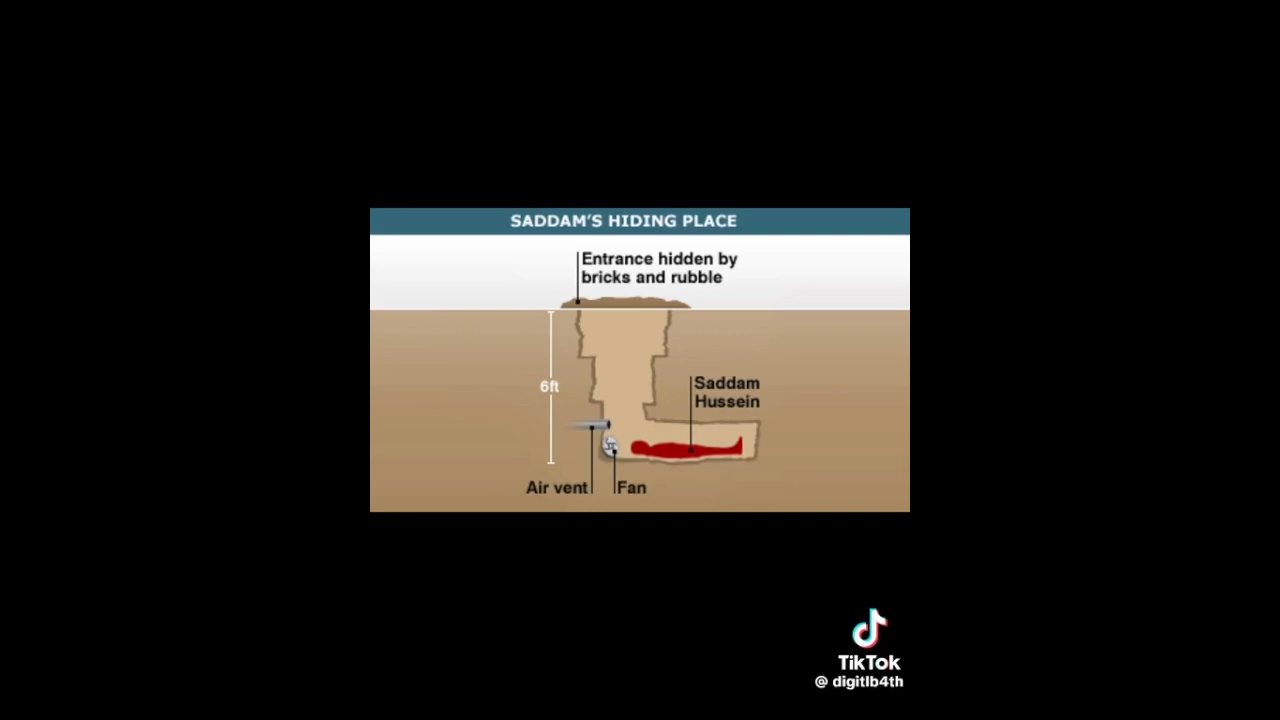 SADDAM'S HIDING PLACE
Entrance hidden by
bricks and rubble
6ft
Saddam
Hussein
Air vent
Fan
TikTok
@ digitlb4th